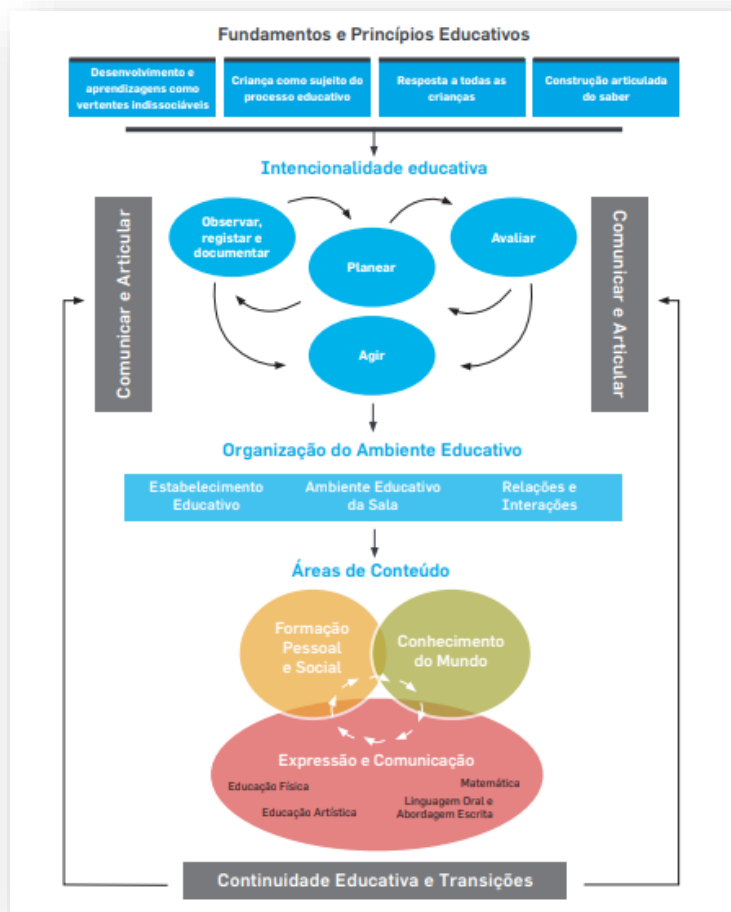 Fundamentos e Princípios Educativos
Desenvolvimento e
aprendizagens como
vertentes indissociáveis
Criança como sujeito do
processo educativo
Resposta a todas as
crianças
Construção articulada
do saber
Intencionalidade educativa
Comunicar e Articular
Observar,
registar e
documentar
Planear
Avaliar
Agir
Comunicar e Articular
Organização do Ambiente Educativo
Estabelecimento
Educativo
Ambiente Educativo
da Sala
Relações e
Interações
Áreas de Conteúdo
Formação
Pessoal
e Social
Conhecimento
do Mundo
Expressão e Comunicação
Educação Física
Matemática
Educação Artística
Linguagem Oral e
Abordagem Escrita
Continuidade Educativa e Transições